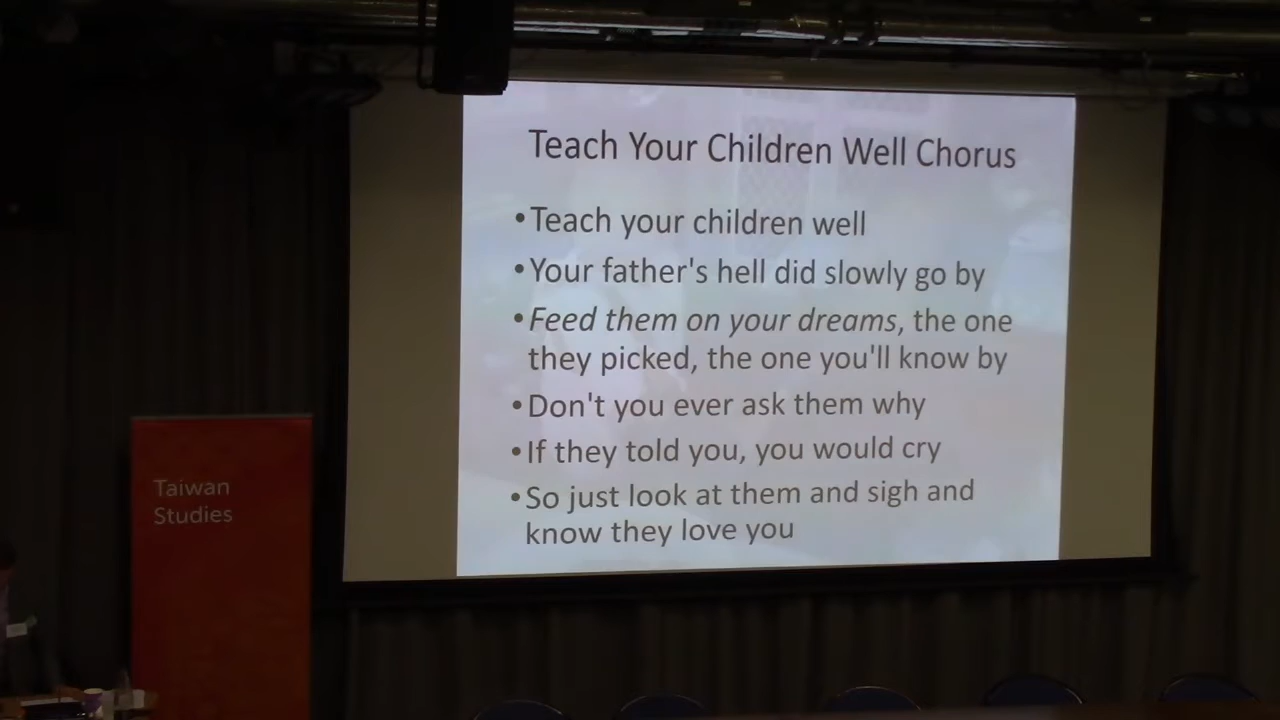 Teach Your Children Well Chorus
•Teach your children well
•Your father's hell did slowly go by
•Feed them on your dreams, the one
they picked, the one you'll know by
•Don't you ever ask them why
•If they told you, you would cry
•So just look at them and sigh and
know they love you
Taiwan
Studies